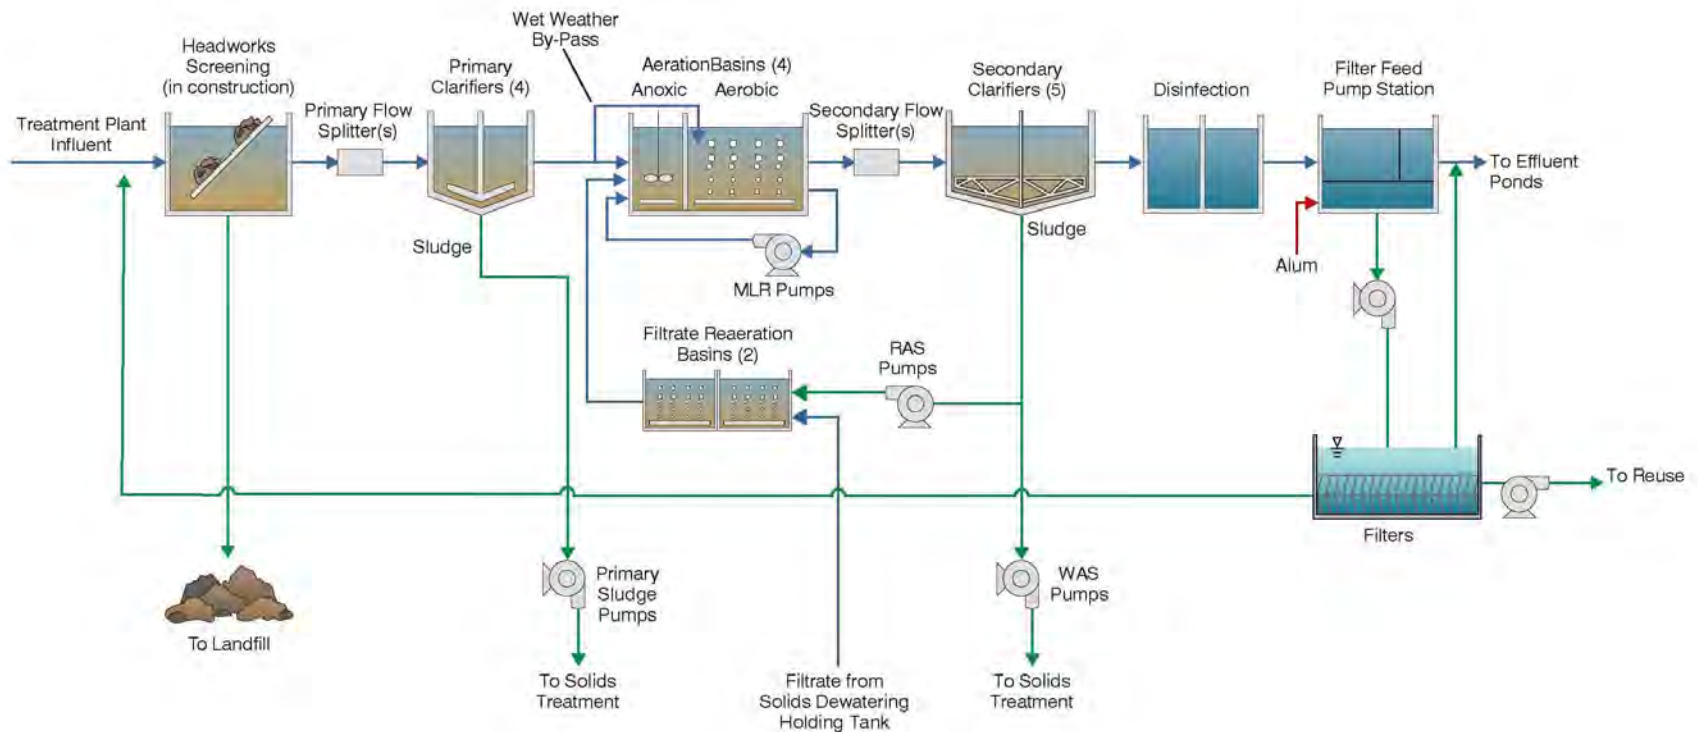 Wet Weather
By-Pass
Headworks
Screening
(in construction)
Primary
Clarifiers (4)
AerationBasins (4)
Anoxic
Aerobic
Secondary
Clarifiers (5)
Disinfection
Filter Feed
Pump Station
Treatment Plant
Influent
Primary Flow
Splitter(s)
Secondary Flow
Splitter(s)
To Effluent
Ponds
Sludge
Sludge
Alum
MLR Pumps
Filtrate Reaeration
Basins (2)
RAS
Pumps
To Reuse
Filters
Primary
Sludge
Pumps
WAS
Pumps
To Landfill
To Solids
Treatment
Filtrate from
Solids Dewatering
Holding Tank
To Solids
Treatment